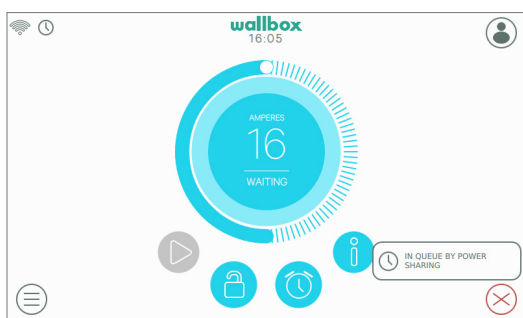 wallbox
16:05
AMPERES
16
WAITING
IN QUEUE BY POWER
SHARING